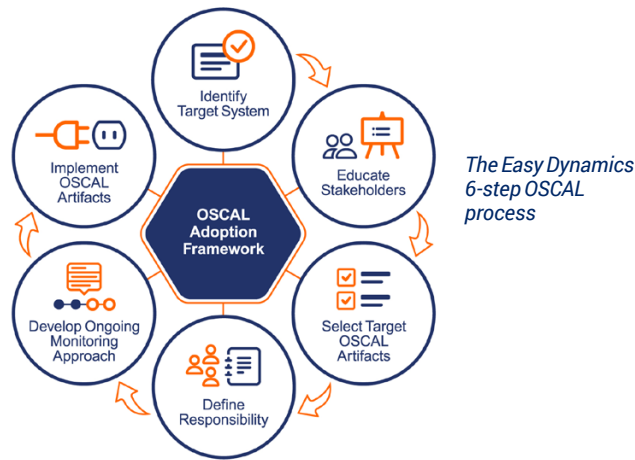 Identify
Target System
Educate
Stakeholders
Select Target
OSCAL
Artifacts
Define
Responsibility
Develop Ongoing
Monitoring
Approach
Implement
OSCAL
Artifacts
OSCAL
Adoption
Framework
The Easy Dynamics
6-step OSCAL
process